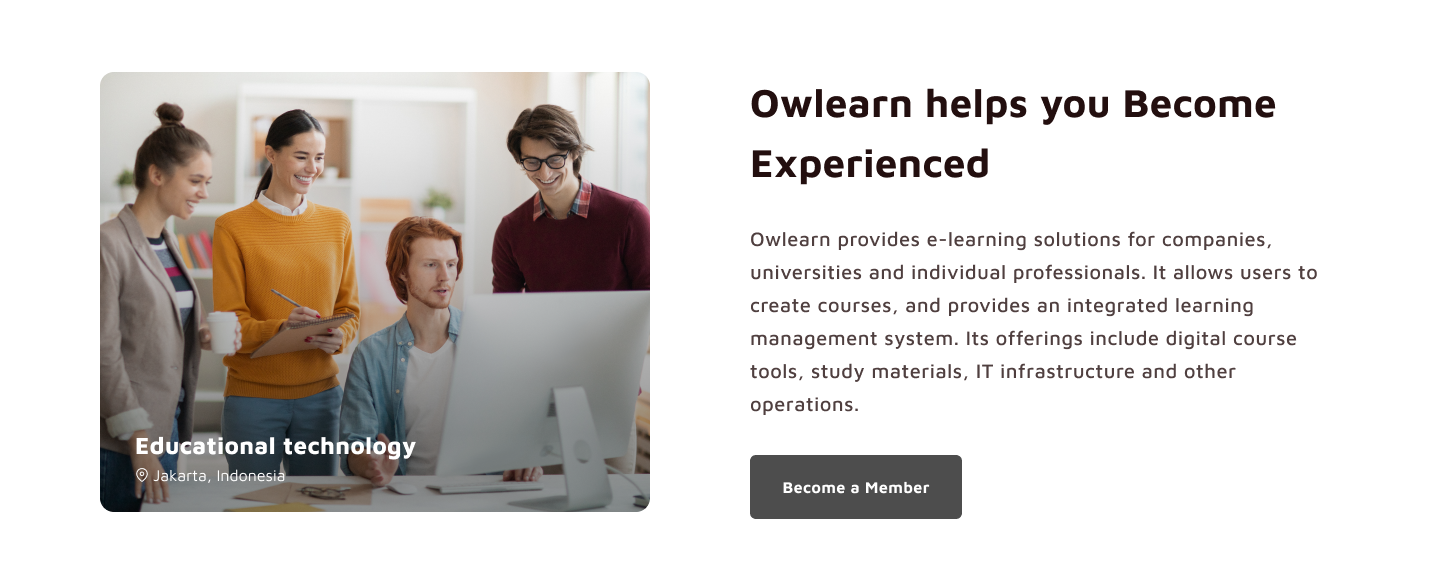 Owlearn helps you Become
Experienced
Owlearn provides e-learning solutions for companies,
universities and individual professionals. It allows users to
create courses, and provides an integrated learning
management system. Its offerings include digital course
tools, study materials, IT infrastructure and other
operations.
Become a Member
Educational technology
Jakarta, Indonesia